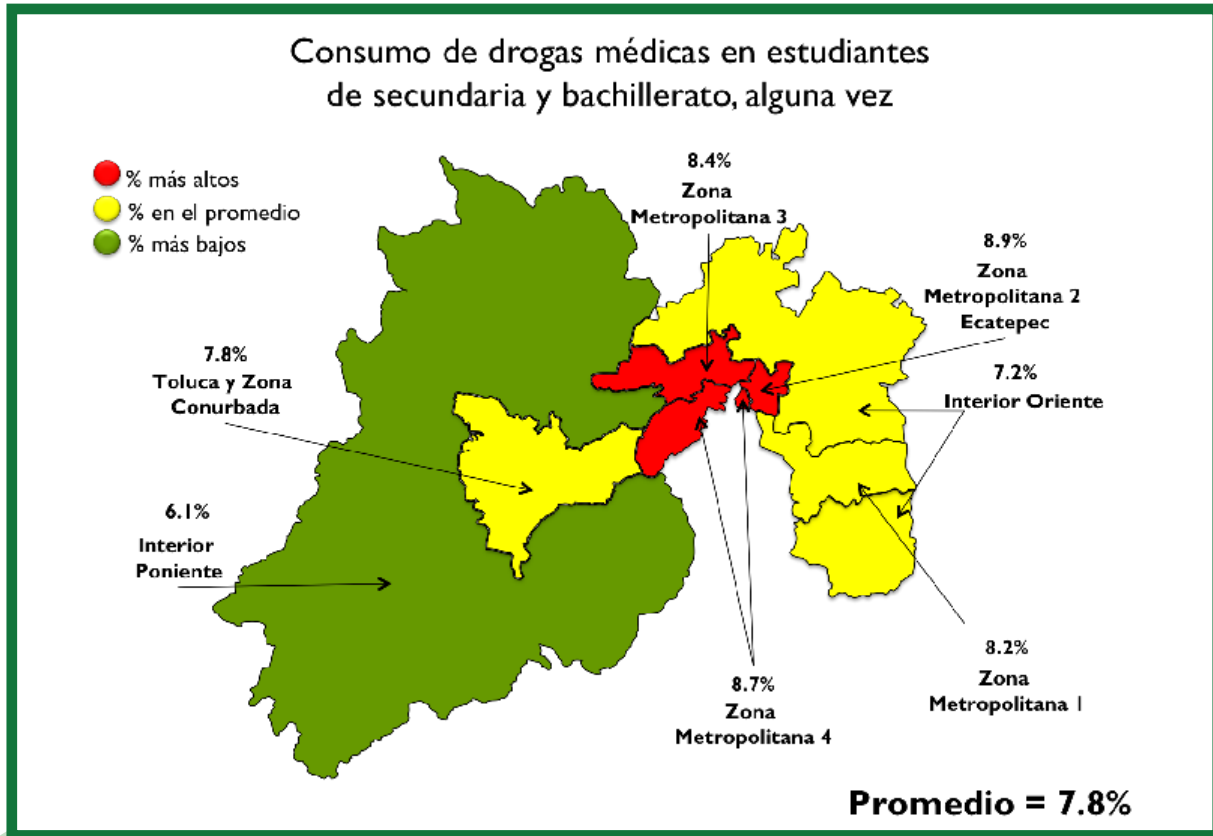 Consumo de drogas médicas en estudiantes
de secundaria y bachillerato, alguna vez
% más altos
% en el promedio
% más bajos
8.4%
Zona
Metropolitana 3
8.9%
Zona
Metropolitana 2
Ecatepec
7.8%
Toluca y Zona
Conurbada
7.2%
Interior Oriente
6.1%
Interior
Poniente
8.7%
Zona
Metropolitana 4
8.2%
Zona
Metropolitana 1
Promedio = 7.8%